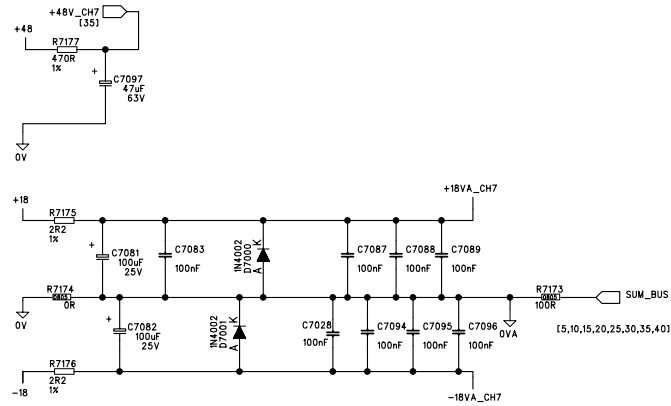 +48V_CH7
[35]
+48
R7177
470R
1%
+
C7097
47uF
63V
0V
+18VA_CH7
+18
R7175
2R2
1%
+
C7081
100uF
25V
C7083
100nF
1N4002
D7000
A K
C7087
100nF
C7088
100nF
C7089
100nF
R7174
0805
0R
0V
R7173
0805
100R
SUM_BUS
[5,10,15,20,25,30,35,40]
+
C7082
100uF
25V
1N4002
D7001
A K
C7028
100nF
C7094
100nF
C7095
100nF
C7096
100nF
0VA
R7176
2R2
1%
-18
-18VA_CH7